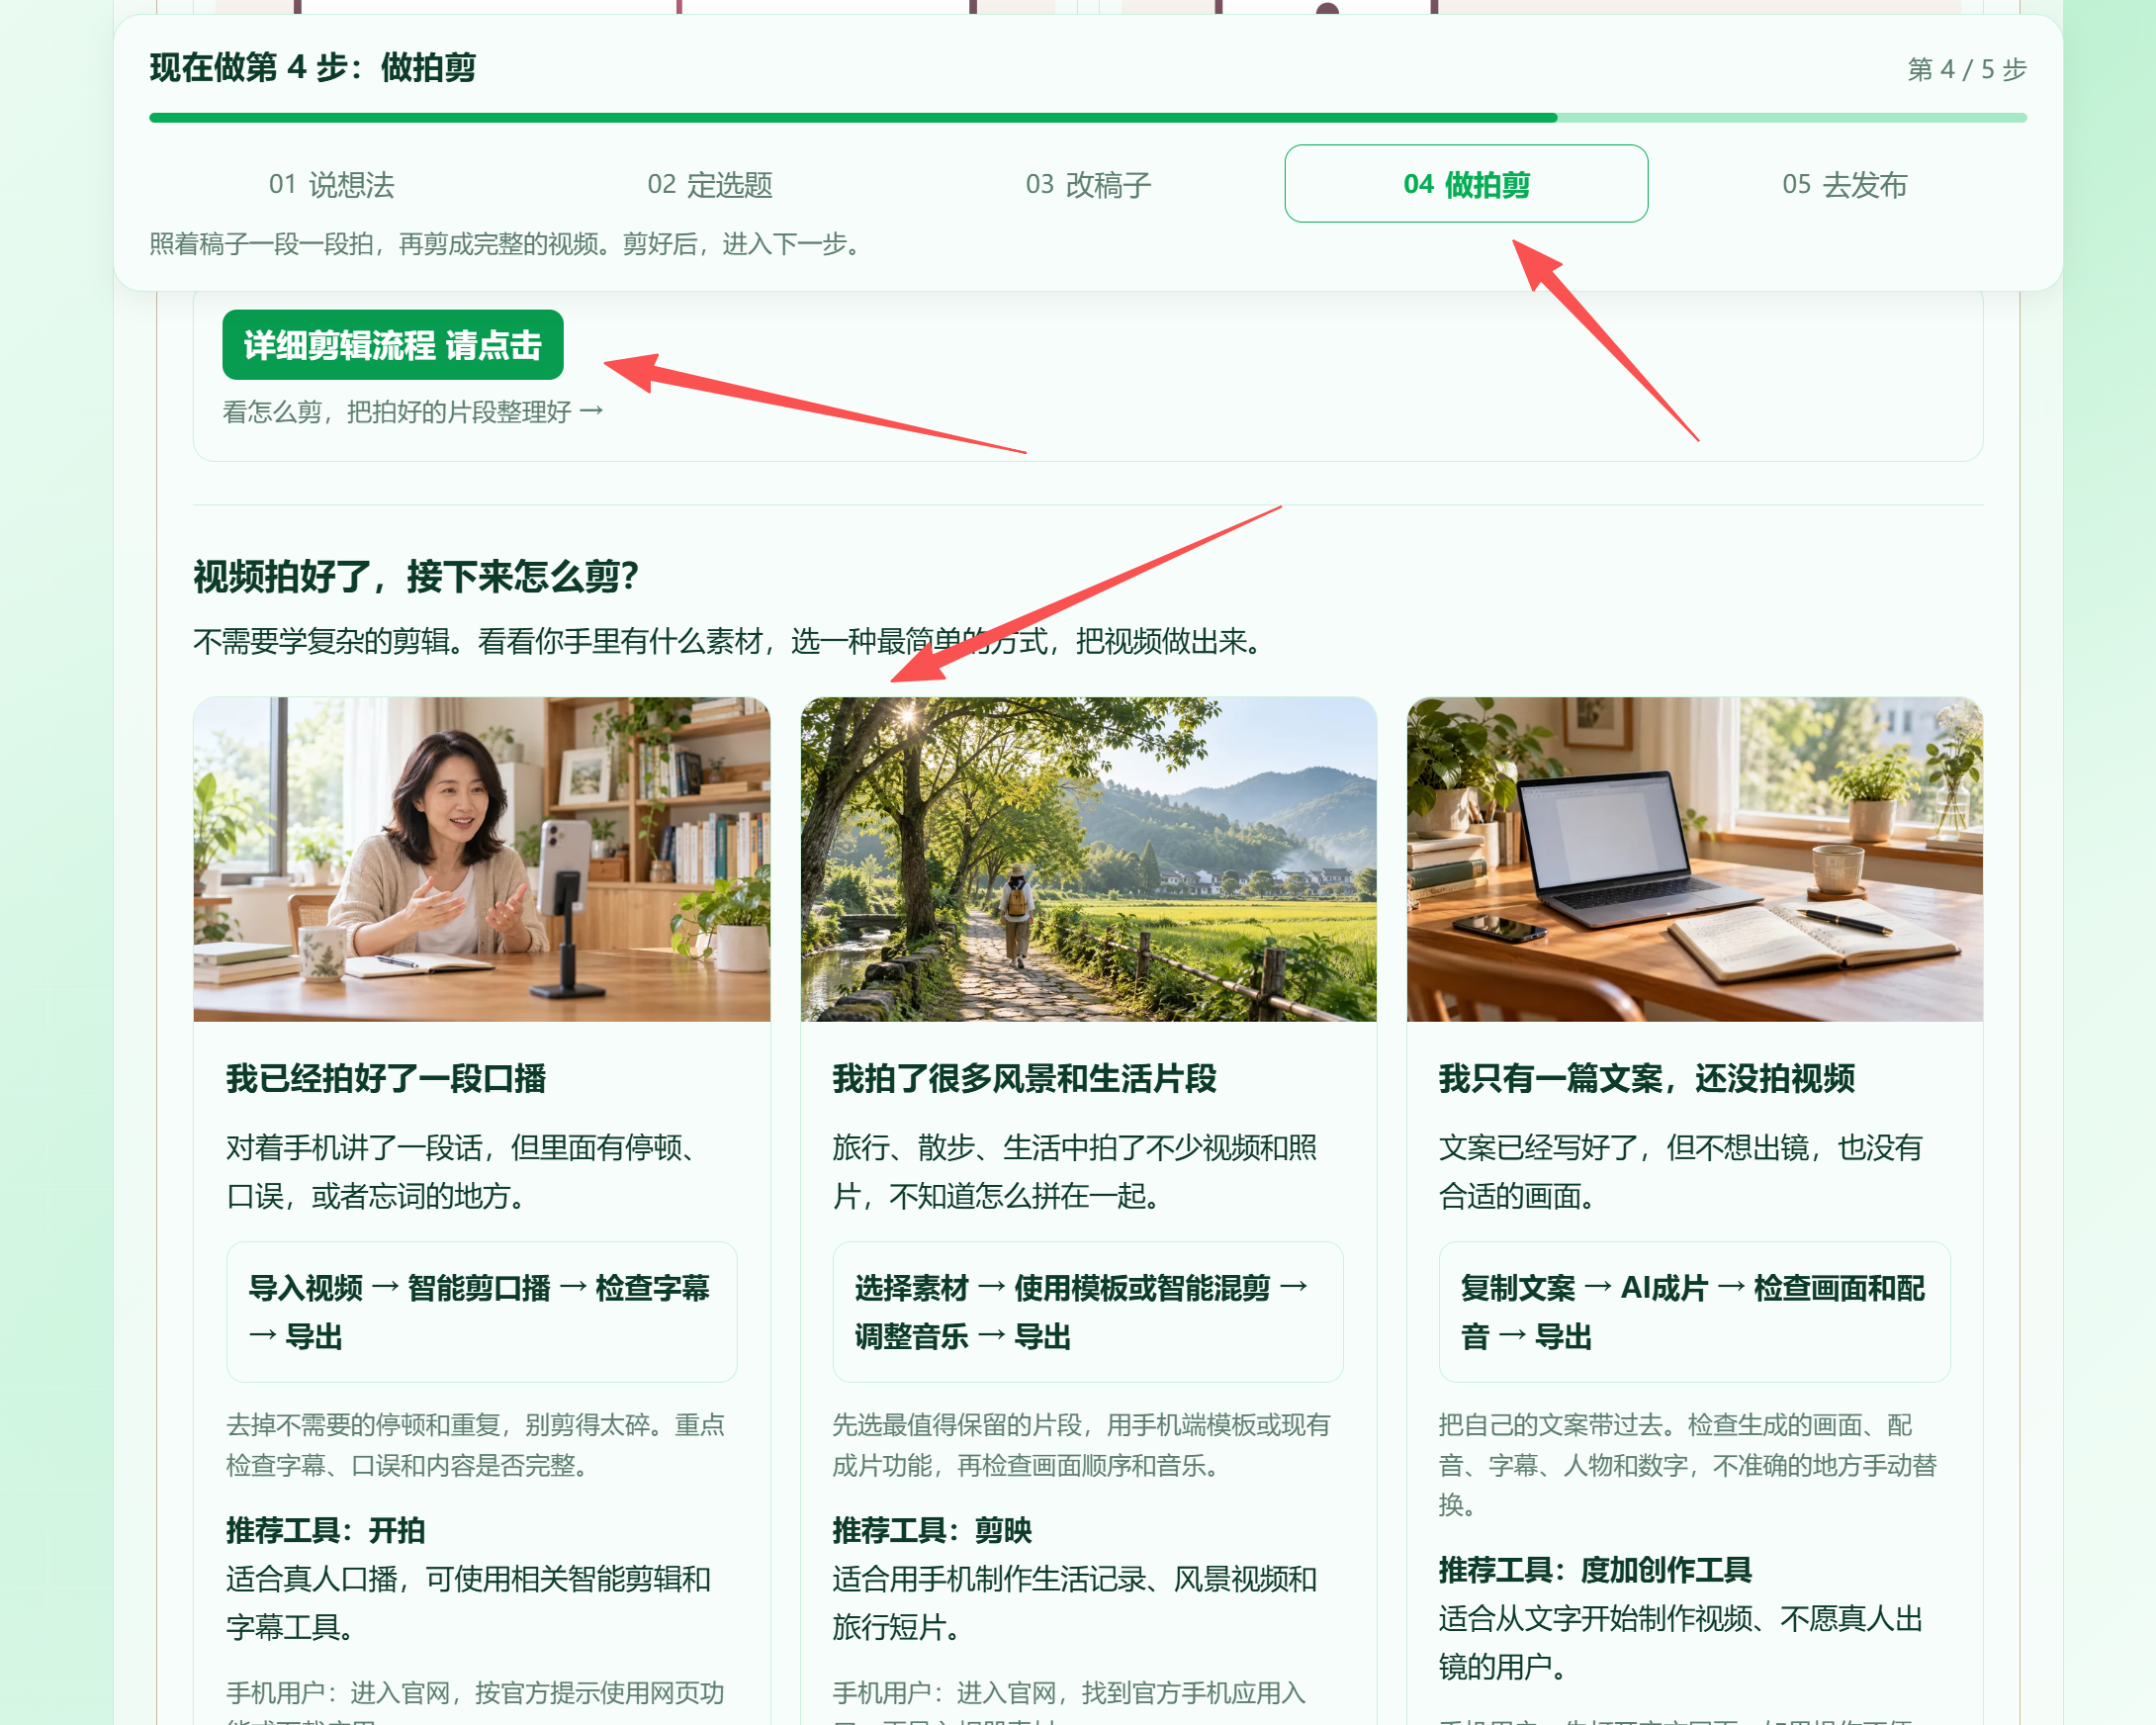 现在做第 4 步：做拍剪
第 4 / 5 步
01 说想法
02 定选题
03 改稿子
04 做拍剪
05 去发布
照着稿子一段一段拍，再剪成完整的视频。剪好后，进入下一步。
详细剪辑流程 请点击
看怎么剪，把拍好的片段整理好 →
视频拍好了，接下来怎么剪？
不需要学复杂的剪辑。看看你手里有什么素材，选一种最简单的方式，把视频做出来。
我已经拍好了一段口播
对着手机讲了一段话，但里面有停顿、
口误，或者忘词的地方。
导入视频 → 智能剪口播 → 检查字幕
→ 导出
去掉不需要的停顿和重复，别剪得太碎。重点
检查字幕、口误和内容是否完整。
推荐工具：开拍
适合真人口播，可使用相关智能剪辑和
字幕工具。
手机用户：进入官网，按官方提示使用网页功
我拍了很多风景和生活片段
旅行、散步、生活中拍了不少视频和照
片，不知道怎么拼在一起。
选择素材 → 使用模板或智能混剪 →
调整音乐 → 导出
先选最值得保留的片段，用手机端模板或现有
成片功能，再检查画面顺序和音乐。
推荐工具：剪映
适合用手机制作生活记录、风景视频和
旅行短片。
手机用户：进入官网，找到官方手机应用入
我只有一篇文案，还没拍视频
文案已经写好了，但不想出镜，也没有
合适的画面。
复制文案 → AI成片 → 检查画面和配
音 → 导出
把自己的文案带过去。检查生成的画面、配
音、字幕、人物和数字，不准确的地方手动替
换。
推荐工具：度加创作工具
适合从文字开始制作视频、不愿真人出
镜的用户。